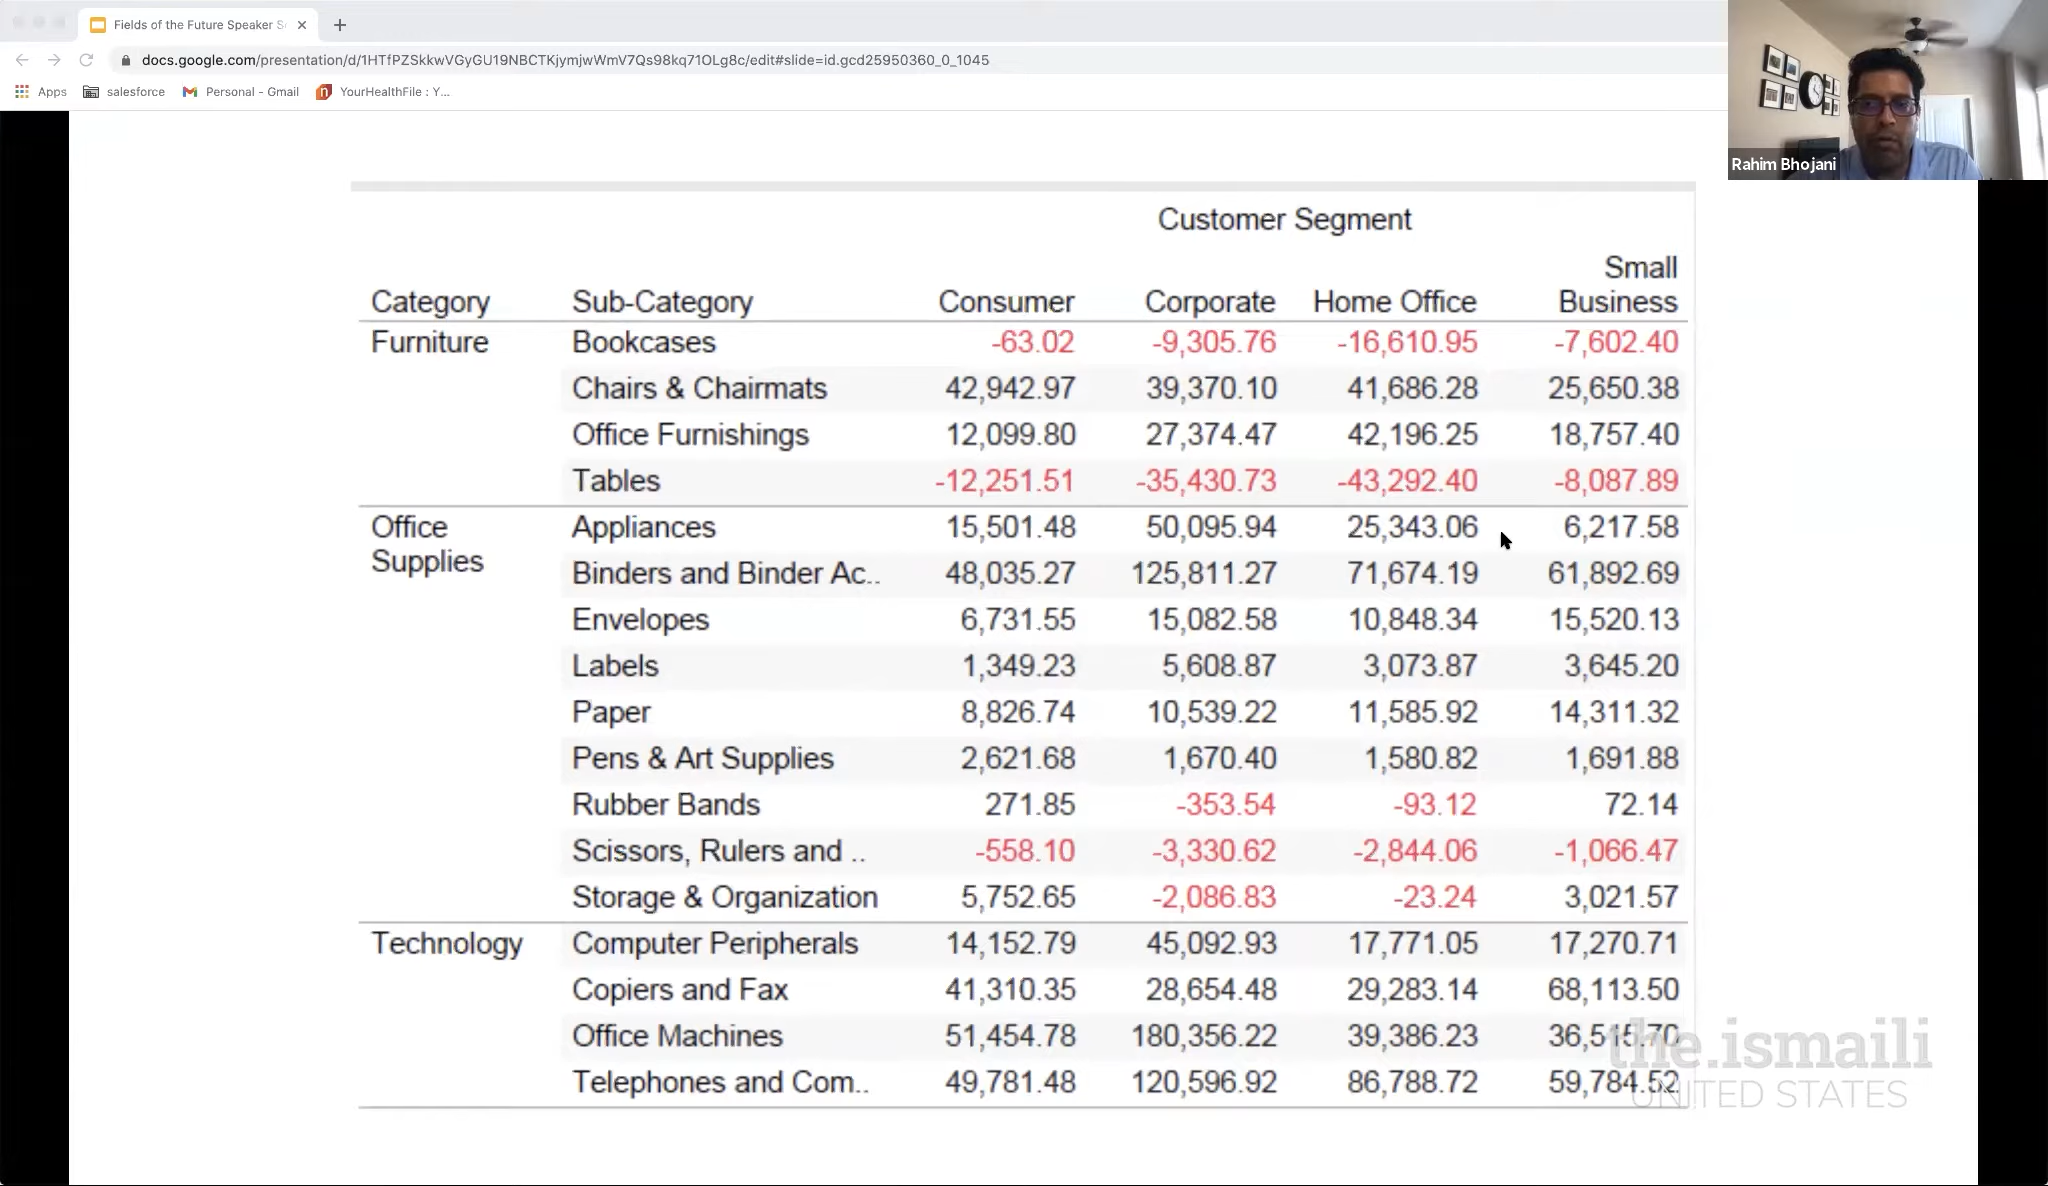 Fields of the Future Speaker S
docs.google.com/presentation/d/1HTfPZSkkwVGyGU19NBCTKjymjwWmV7Qs98kq71OLg8c/edit#slide=id.gcd25950360_0_1045
Apps salesforce Personal - Gmail YourHealthFile : Y...
Rahim Bhojani
Customer Segment
Category Sub-Category Consumer Corporate Home Office Small Business
Furniture Bookcases -63.02 -9,305.76 -16,610.95 -7,602.40
Chairs & Chairmats 42,942.97 39,370.10 41,686.28 25,650.38
Office Furnishings 12,099.80 27,374.47 42,196.25 18,757.40
Tables -12,251.51 -35,430.73 -43,292.40 -8,087.89
Office Supplies Appliances 15,501.48 50,095.94 25,343.06 6,217.58
Binders and Binder Ac.. 48,035.27 125,811.27 71,674.19 61,892.69
Envelopes 6,731.55 15,082.58 10,848.34 15,520.13
Labels 1,349.23 5,608.87 3,073.87 3,645.20
Paper 8,826.74 10,539.22 11,585.92 14,311.32
Pens & Art Supplies 2,621.68 1,670.40 1,580.82 1,691.88
Rubber Bands 271.85 -353.54 -93.12 72.14
Scissors, Rulers and .. -558.10 -3,330.62 -2,844.06 -1,066.47
Storage & Organization 5,752.65 -2,086.83 -23.24 3,021.57
Technology Computer Peripherals 14,152.79 45,092.93 17,771.05 17,270.71
Copiers and Fax 41,310.35 28,654.48 29,283.14 68,113.50
Office Machines 51,454.78 180,356.22 39,386.23 36,515.70
Telephones and Com.. 49,781.48 120,596.92 86,788.72 59,784.52
the.ismaili
UNITED STATES